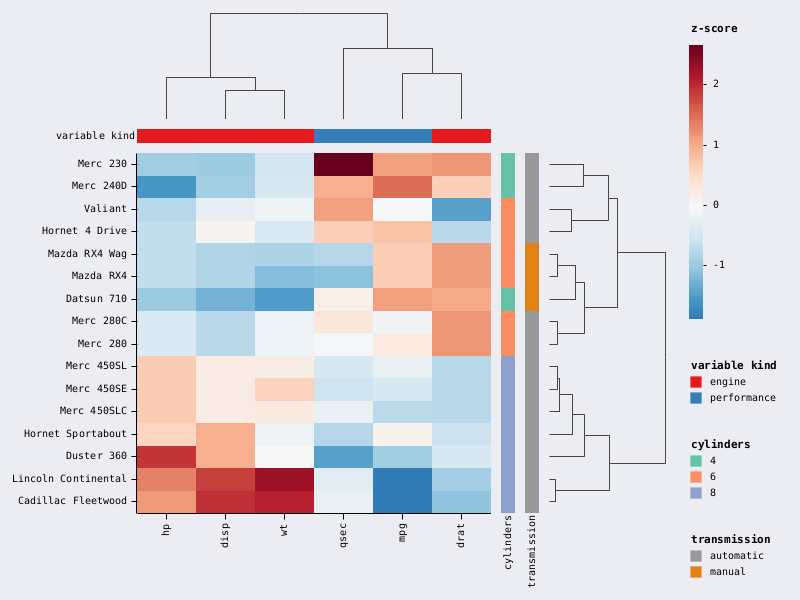 z-score
2
1
0
-1
variable kind
Merc 230
Merc 240D
Valiant
Hornet 4 Drive
Mazda RX4 Wag
Mazda RX4
Datsun 710
Merc 280C
Merc 280
Merc 450SL
Merc 450SE
Merc 450SLC
Hornet Sportabout
Duster 360
Lincoln Continental
Cadillac Fleetwood
hp
disp
wt
qsec
mpg
drat
cylinders
transmission
variable kind
engine
performance
cylinders
4
6
8
transmission
automatic
manual